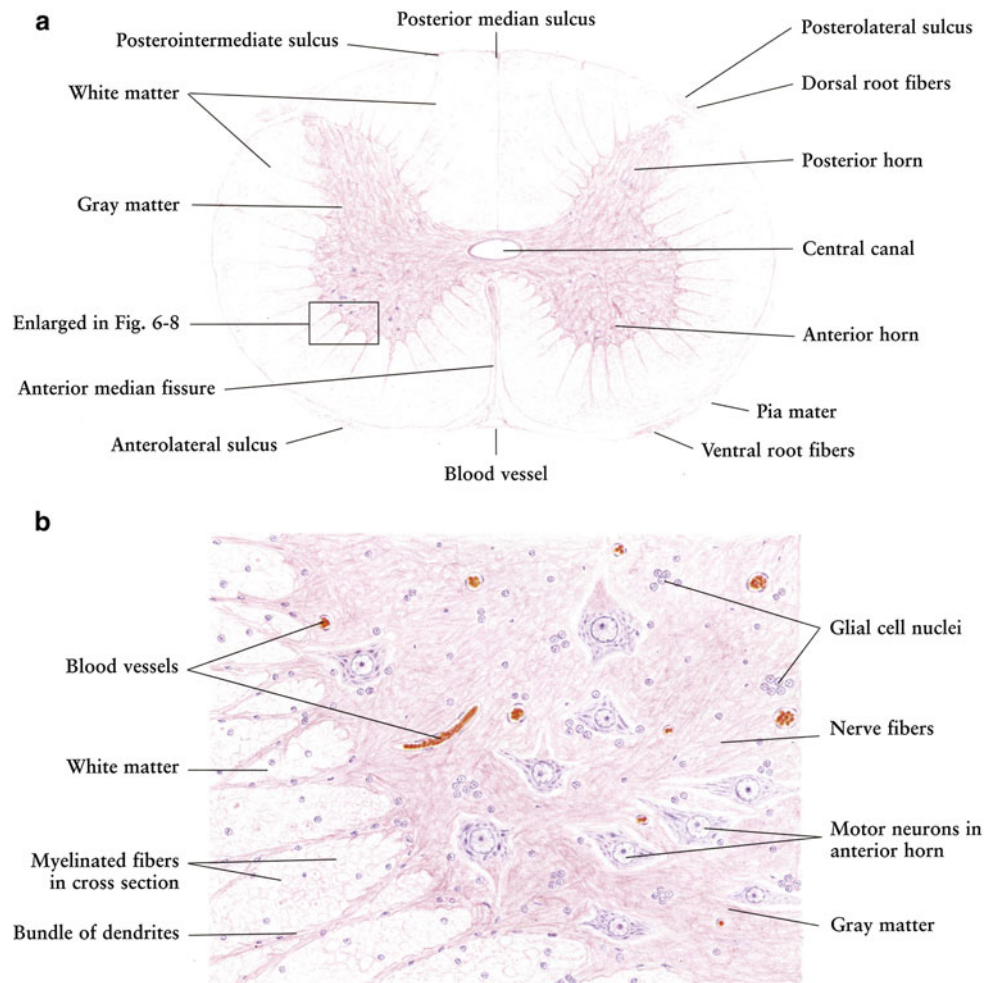 a
Posterior median sulcus
Posterointermediate sulcus
Posterolateral sulcus
White matter
Dorsal root fibers
Posterior horn
Gray matter
Central canal
Enlarged in Fig. 6-8
Anterior horn
Anterior median fissure
Pia mater
Anterolateral sulcus
Ventral root fibers
Blood vessel
b
Glial cell nuclei
Blood vessels
Nerve fibers
White matter
Motor neurons in
anterior horn
Myelinated fibers
in cross section
Gray matter
Bundle of dendrites